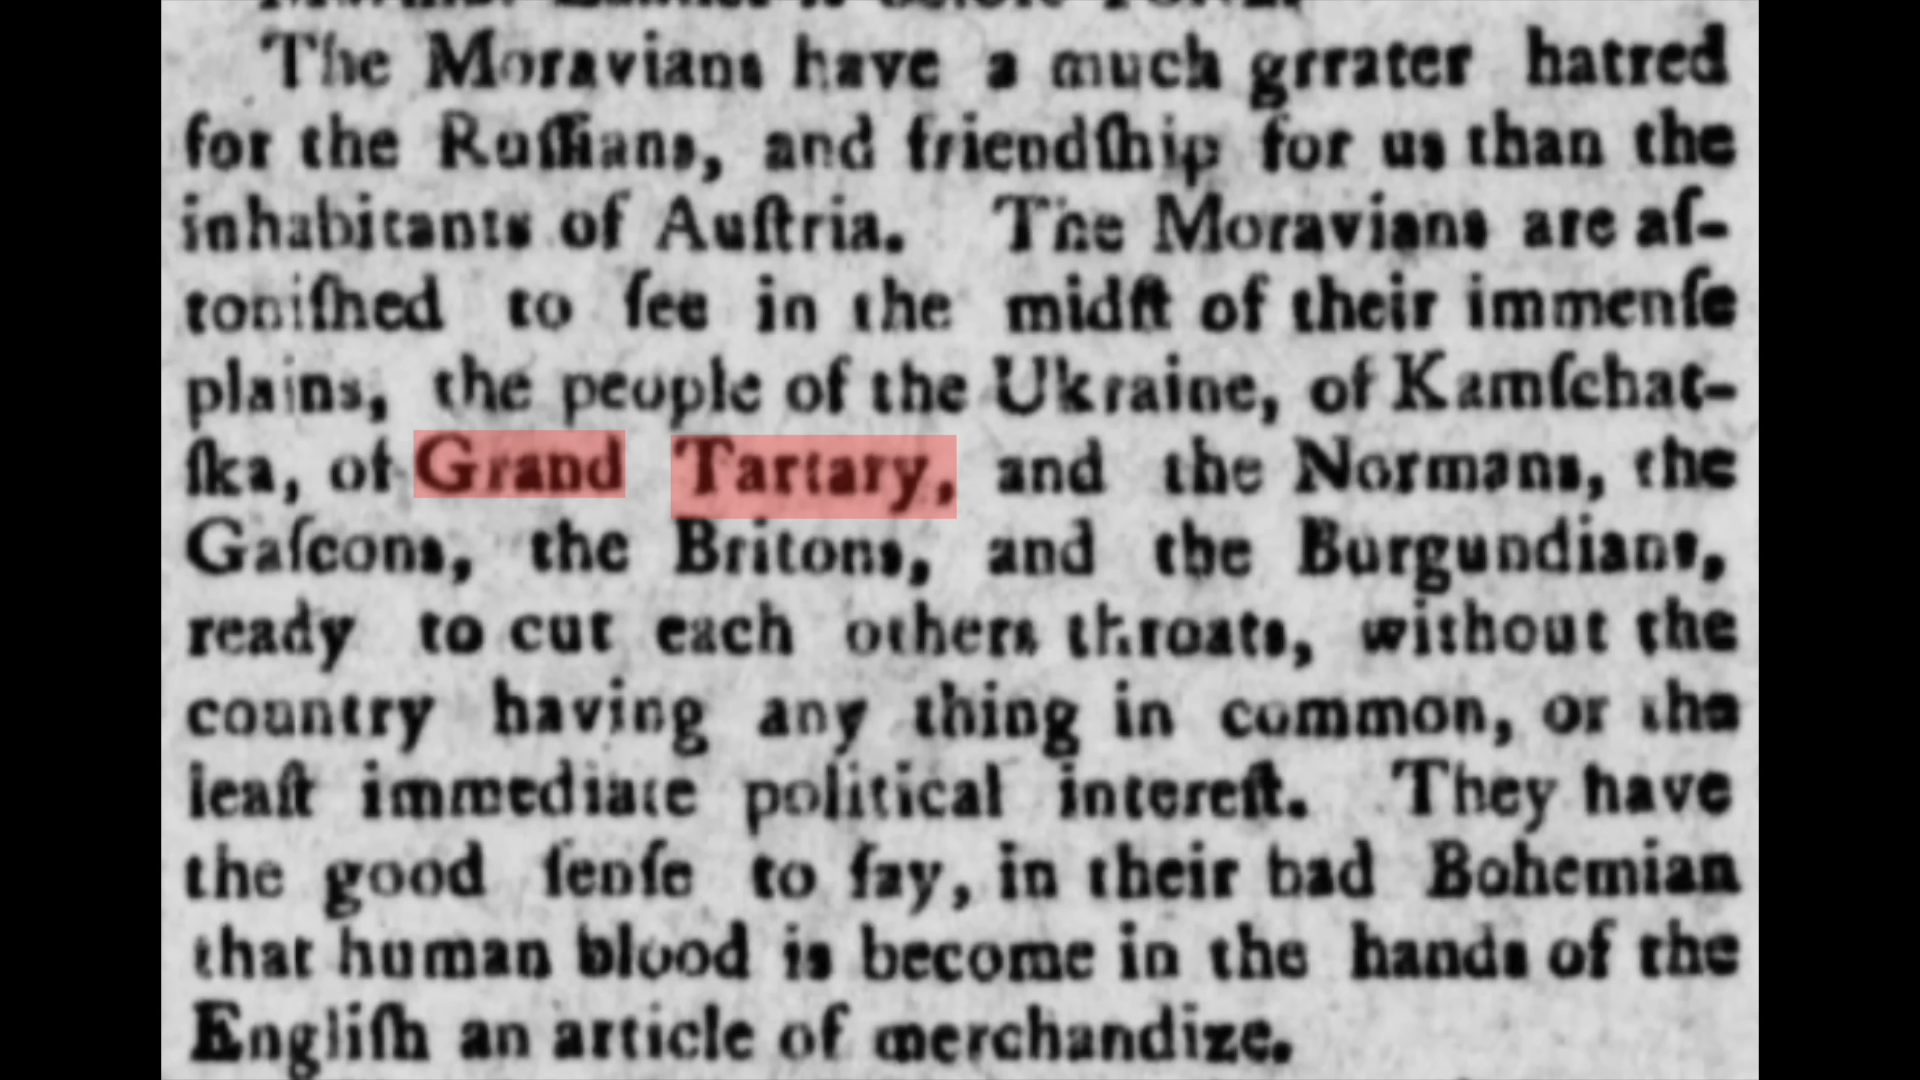 The Moravians have a much grrater hatred
for the Ruſſians, and friendſhip for us than the
inhabitants of Auſtria. The Moravians are aſ-
toniſhed to ſee in the midſt of their immenſe
plains, the people of the Ukraine, of Kamſchat-
ſka, of Grand Tartary, and the Normans, the
Gaſcons, the Britons, and the Burgundians,
ready to cut each others throats, without the
country having any thing in common, or the
leaſt immediate political intereſt. They have
the good ſenſe to ſay, in their bad Bohemian
that human blood is become in the hands of the
Engliſh an article of merchandize.